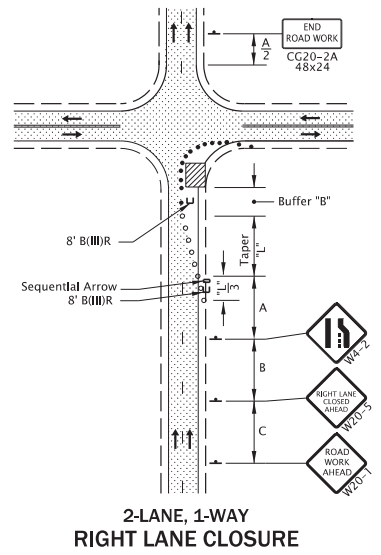 END
ROAD WORK
CG20-2A
48x24
A
2
Buffer "B"
8' B(III)R
Taper
"L"
Sequential Arrow
8' B(III)R
"L"
3
A
W4-2
B
RIGHT LANE
CLOSED
AHEAD
W20-5
C
ROAD
WORK
AHEAD
W20-1
2-LANE, 1-WAY
RIGHT LANE CLOSURE